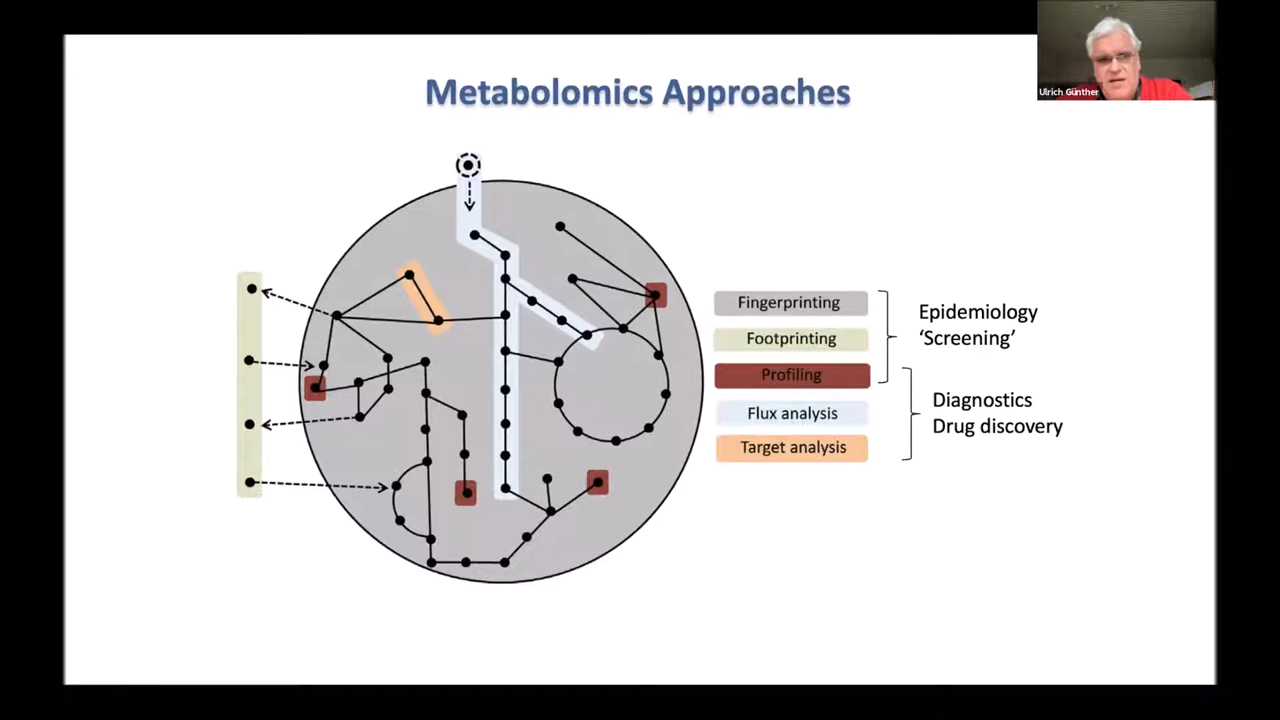 Metabolomics Approaches
Ulrich Günther
Fingerprinting
Footprinting
Profiling
Flux analysis
Target analysis
Epidemiology
‘Screening’
Diagnostics
Drug discovery